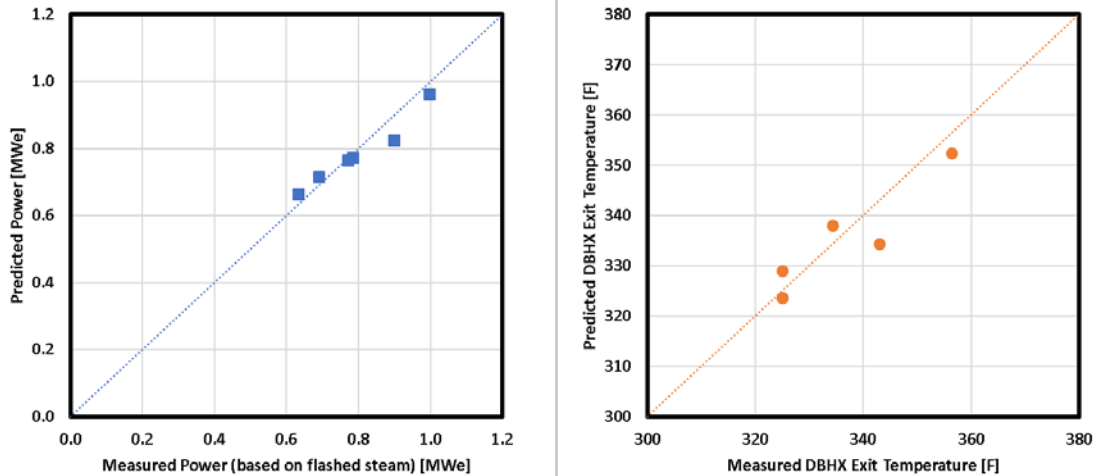 1.2
1.0
0.8
0.6
0.4
0.2
0.0
Predicted Power [MWe]
0.0 0.2 0.4 0.6 0.8 1.0 1.2
Measured Power (based on flashed steam) [MWe]
380
370
360
350
340
330
320
310
300
Predicted DBHX Exit Temperature [F]
300 320 340 360 380
Measured DBHX Exit Temperature [F]